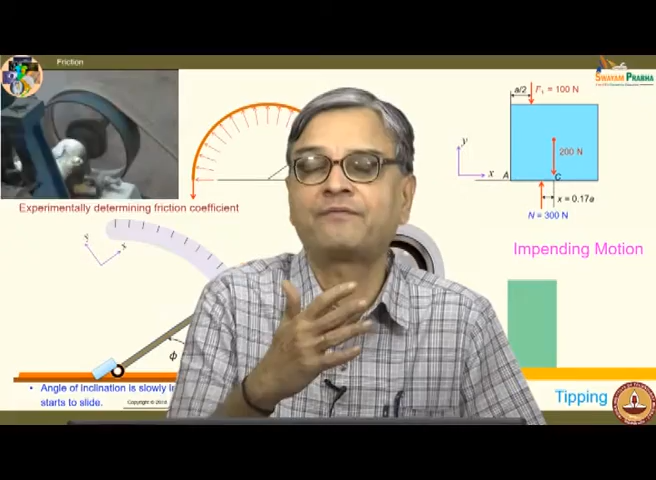 Friction
SWAYAM PRABHA
a/2
F₁ = 100 N
y
200 N
x
A
C
x = 0.17a
N = 300 N
Experimentally determining friction coefficient
Impending Motion
y
x
ϕ
• Angle of inclination is slowly
starts to slide.
Tipping